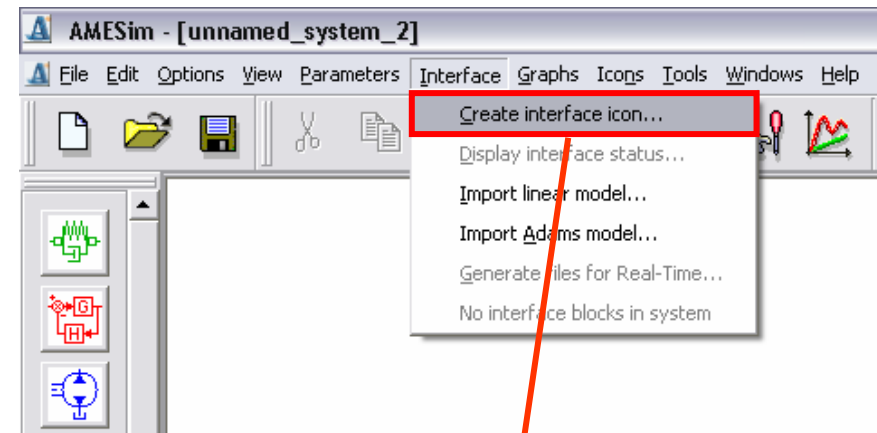 AMESim - [unnamed_system_2]
File Edit Options View Parameters Interface Graphs Icons Tools Windows Help
Create interface icon...
Display interface status...
Import linear model...
Import Adams model...
Generate files for Real-Time...
No interface blocks in system
G
H